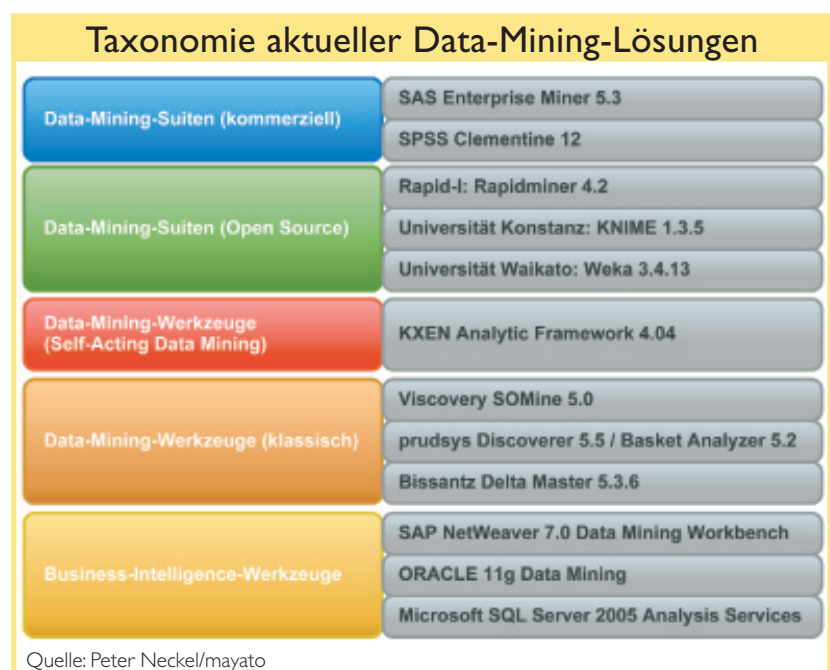 Taxonomie aktueller Data-Mining-Lösungen
Data-Mining-Suiten (kommerziell)
SAS Enterprise Miner 5.3
SPSS Clementine 12
Data-Mining-Suiten (Open Source)
Rapid-I: Rapidminer 4.2
Universität Konstanz: KNIME 1.3.5
Universität Waikato: Weka 3.4.13
Data-Mining-Werkzeuge
(Self-Acting Data Mining)
KXEN Analytic Framework 4.04
Data-Mining-Werkzeuge (klassisch)
Viscovery SOMine 5.0
prudsys Discoverer 5.5 / Basket Analyzer 5.2
Bissantz Delta Master 5.3.6
Business-Intelligence-Werkzeuge
SAP NetWeaver 7.0 Data Mining Workbench
ORACLE 11g Data Mining
Microsoft SQL Server 2005 Analysis Services
Quelle: Peter Neckel/mayato